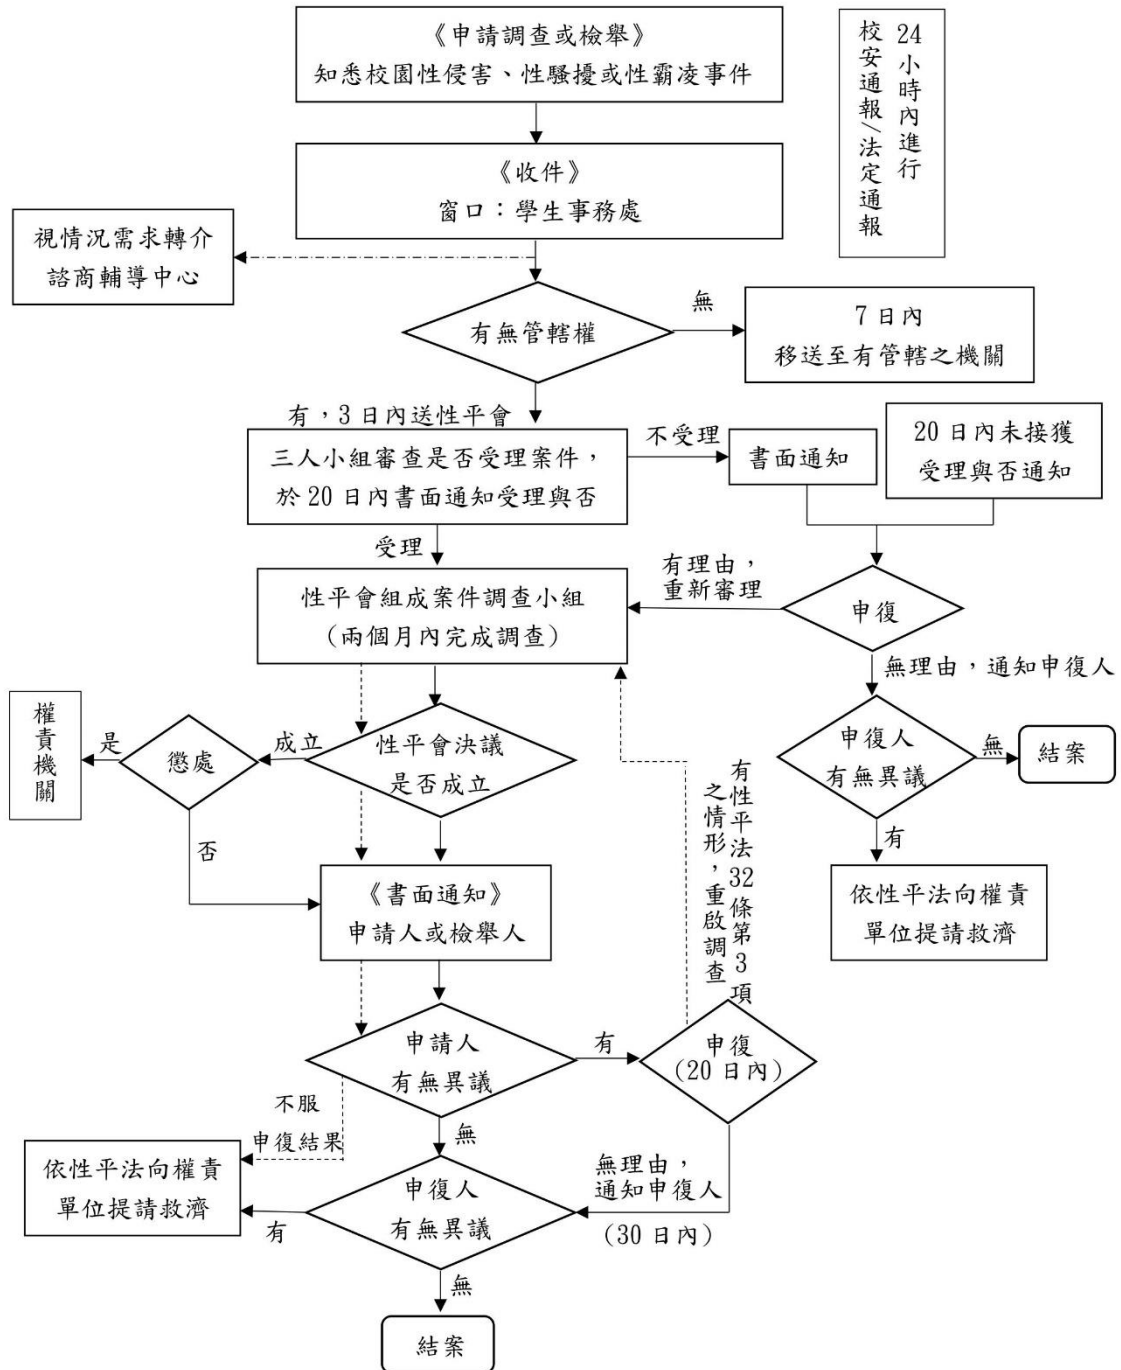 《申請調查或檢舉》
知悉校園性侵害、性騷擾或性霸凌事件
24小時內進行
校安通報/法定通報
《收件》
窗口：學生事務處
視情況需求轉介
諮商輔導中心
有無管轄權
無
7日內
移送至有管轄之機關
有，3日內送性平會
三人小組審查是否受理案件，
於20日內書面通知受理與否
不受理
書面通知
20日內未接獲
受理與否通知
受理
有理由，
重新審理
申復
性平會組成案件調查小組
（兩個月內完成調查）
無理由，通知申復人
權責機關
是
懲處
成立
性平會決議
是否成立
申復人
有無異議
無
結案
否
有
有性平法32條第3項
之情形，重啟調查
《書面通知》
申請人或檢舉人
依性平法向權責
單位提請救濟
申請人
有無異議
有
申復
(20日內)
不服
申復結果
無
無理由，
通知申復人
(30日內)
依性平法向權責
單位提請救濟
有
申復人
有無異議
無
結案